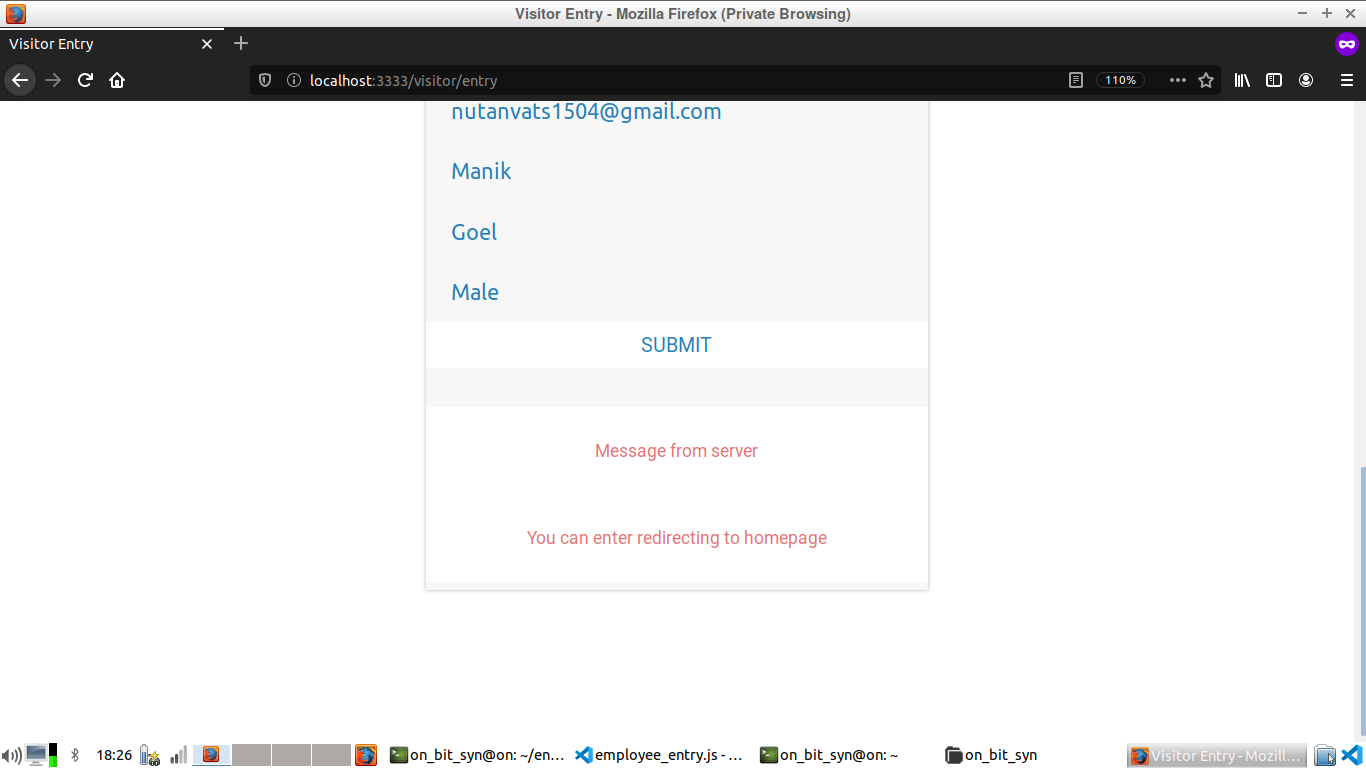 Visitor Entry - Mozilla Firefox (Private Browsing)
Visitor Entry
localhost:3333/visitor/entry
110%
nutanvats1504@gmail.com
Manik
Goel
Male
SUBMIT
Message from server
You can enter redirecting to homepage
18:26
on_bit_syn@on: ~/en...
employee_entry.js - ...
on_bit_syn@on: ~
on_bit_syn
Visitor Entry - Mozill...